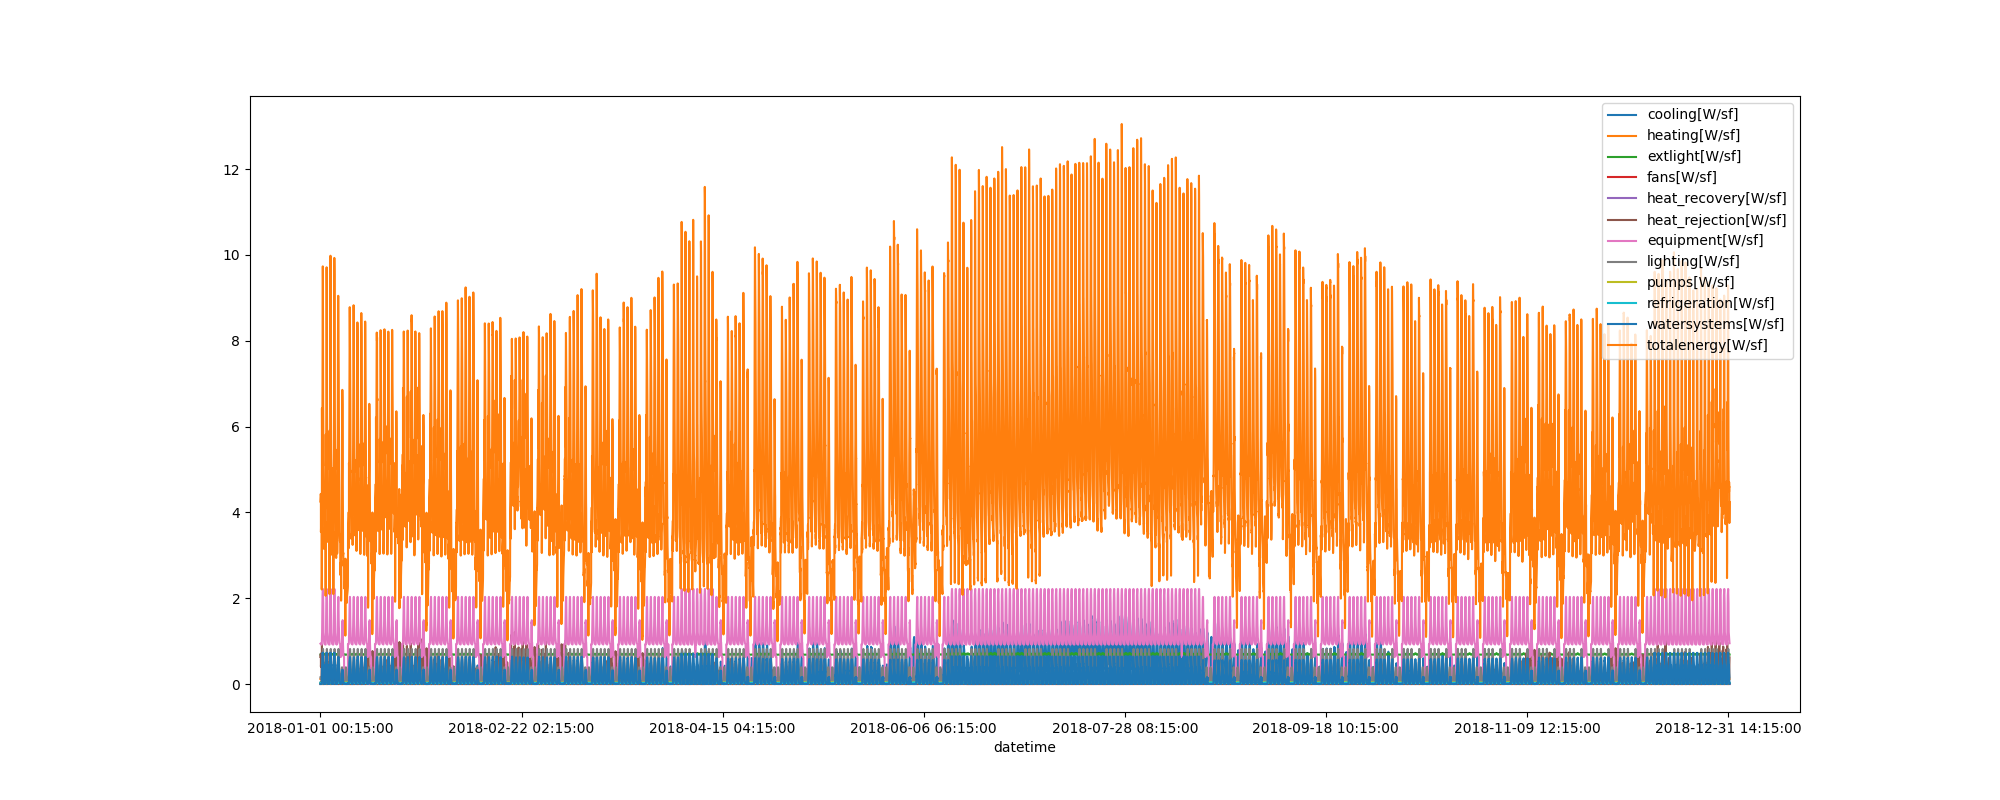 cooling[W/sf]
heating[W/sf]
extlight[W/sf]
fans[W/sf]
heat_recovery[W/sf]
heat_rejection[W/sf]
equipment[W/sf]
lighting[W/sf]
pumps[W/sf]
refrigeration[W/sf]
watersystems[W/sf]
totalenergy[W/sf]
12
10
8
6
4
2
0
2018-01-01 00:15:00 2018-02-22 02:15:00 2018-04-15 04:15:00 2018-06-06 06:15:00 2018-07-28 08:15:00 2018-09-18 10:15:00 2018-11-09 12:15:00 2018-12-31 14:15:00
datetime